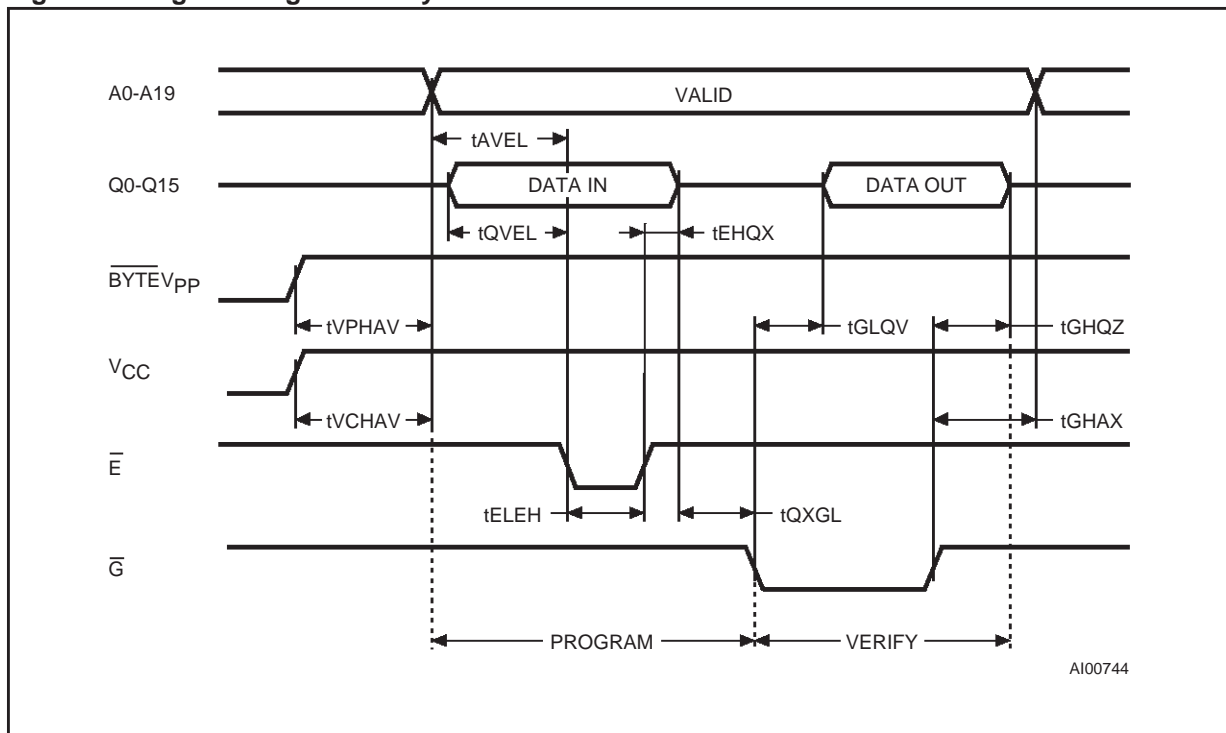 A0-A19
VALID
tAVEL
Q0-Q15
DATA IN
DATA OUT
tQVEL
tEHQX
BYTEVPP
tVPHAV
tGLQV
tGHQZ
VCC
tVCHAV
tGHAX
E
tELEH
tQXGL
G
PROGRAM
VERIFY
AI00744